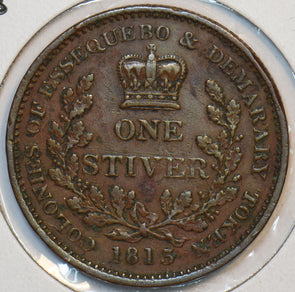 COLONIES OF ESSEQUEBO & DEMARARY TOKEN
ONE
STIVER
1813